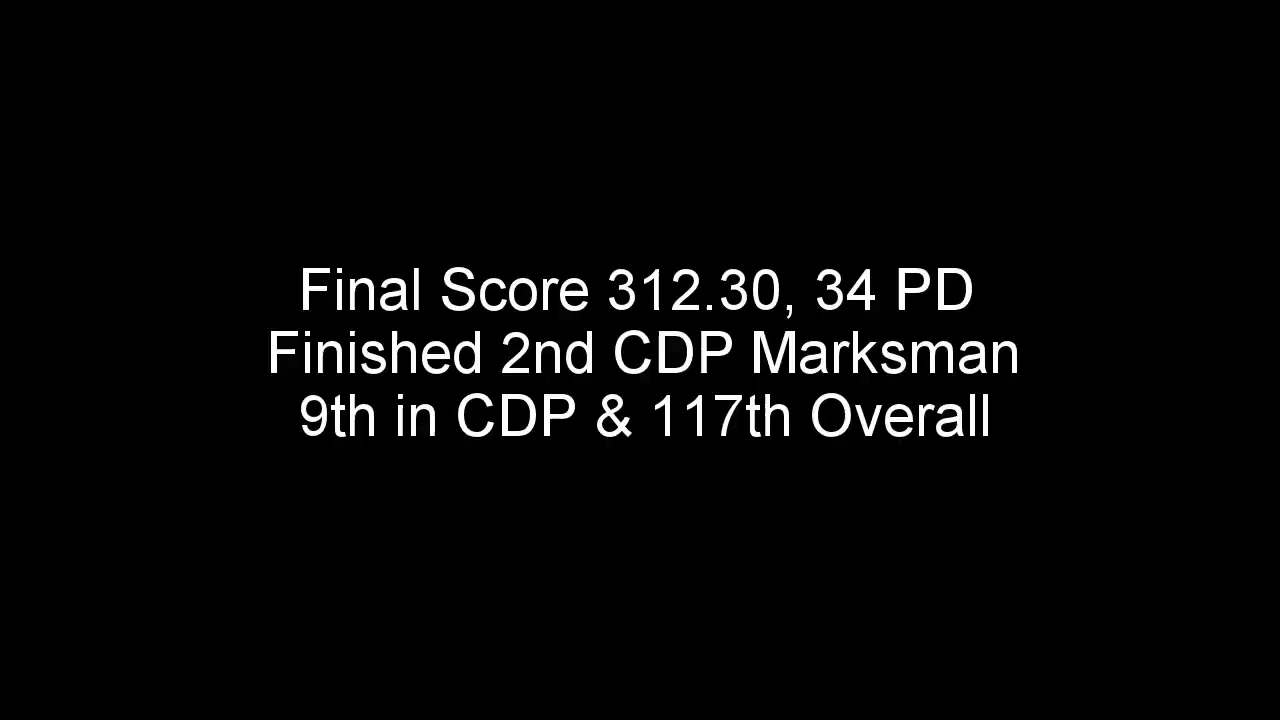 Final Score 312.30, 34 PD
Finished 2nd CDP Marksman
9th in CDP & 117th Overall